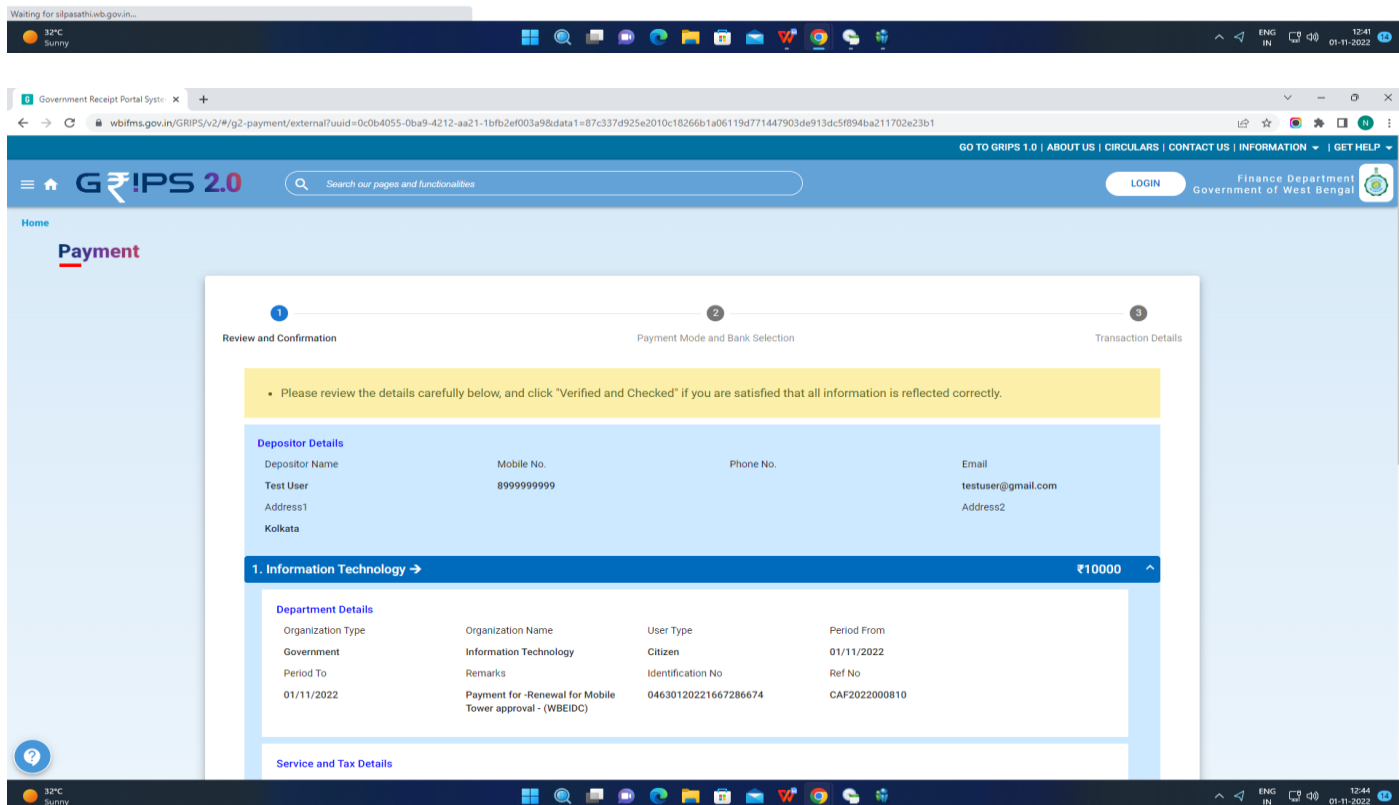 Waiting for silpasathi.wb.gov.in...
32°C
Sunny
ENG
IN
12:41
01-11-2022
14
Government Receipt Portal Syste
wbifms.gov.in/GRIPS/v2/#/g2-payment/external?uuid=0c0b4055-0ba9-4212-aa21-1bfb2ef003a9&data1=87c337d925e2010c18266b1a06119d771447903de913dc5f894ba211702e23b1
GO TO GRIPS 1.0 | ABOUT US | CIRCULARS | CONTACT US | INFORMATION | GET HELP
G₹!PS 2.0
Search our pages and functionalities
LOGIN
Finance Department
Government of West Bengal
Home
Payment
1 2 3
Review and Confirmation Payment Mode and Bank Selection Transaction Details
• Please review the details carefully below, and click "Verified and Checked" if you are satisfied that all information is reflected correctly.
Depositor Details
Depositor Name Mobile No. Phone No. Email
Test User 8999999999 testuser@gmail.com
Address1 Address2
Kolkata
1. Information Technology → ₹10000
Department Details
Organization Type Organization Name User Type Period From
Government Information Technology Citizen 01/11/2022
Period To Remarks Identification No Ref No
01/11/2022 Payment for -Renewal for Mobile 04630120221667286674 CAF2022000810
Tower approval - (WBEIDC)
Service and Tax Details
32°C
Sunny
ENG
IN
12:44
01-11-2022
14